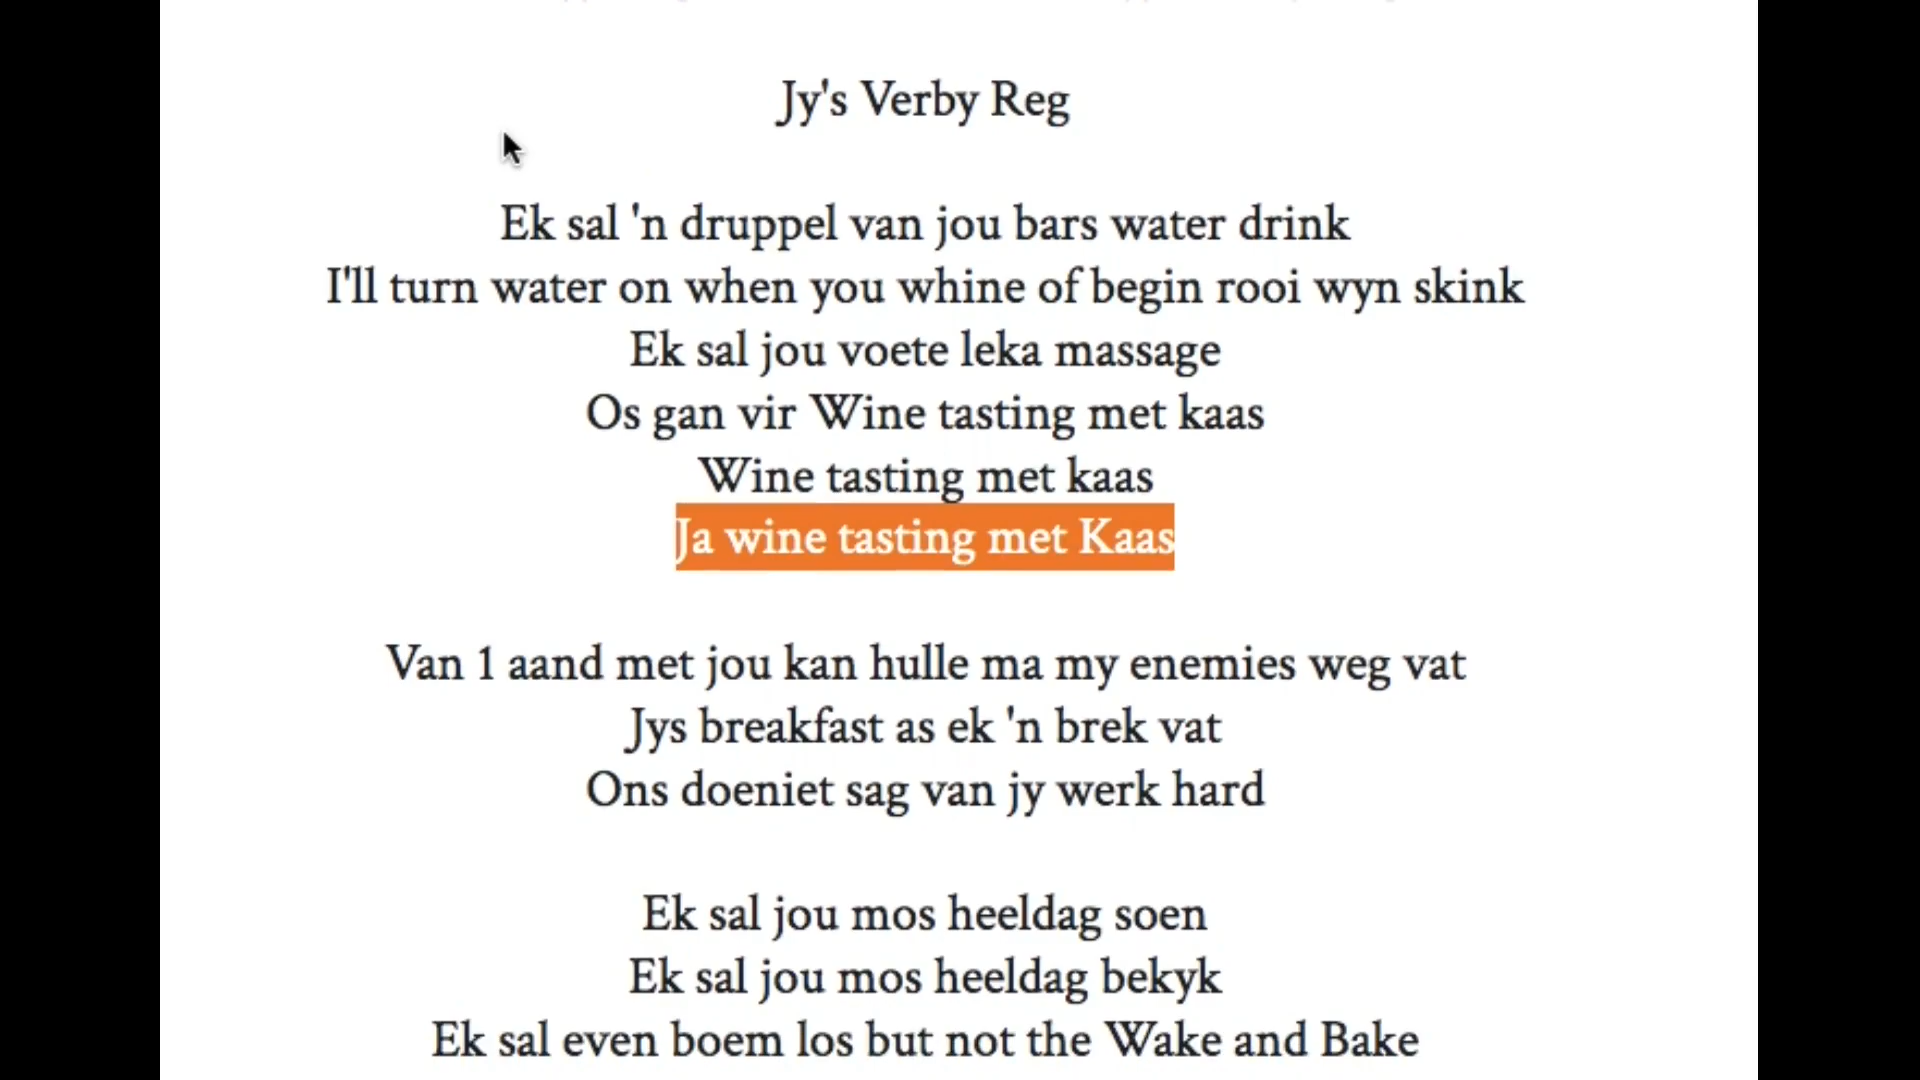 Jy's Verby Reg
Ek sal 'n druppel van jou bars water drink
I'll turn water on when you whine of begin rooi wyn skink
Ek sal jou voete leka massage
Os gan vir Wine tasting met kaas
Wine tasting met kaas
Ja wine tasting met Kaas
Van 1 aand met jou kan hulle ma my enemies weg vat
Jys breakfast as ek 'n brek vat
Ons doeniet sag van jy werk hard
Ek sal jou mos heeldag soen
Ek sal jou mos heeldag bekyk
Ek sal even boem los but not the Wake and Bake